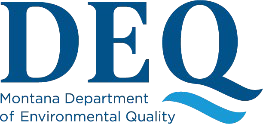 DEQ
Montana Department
of Environmental Quality